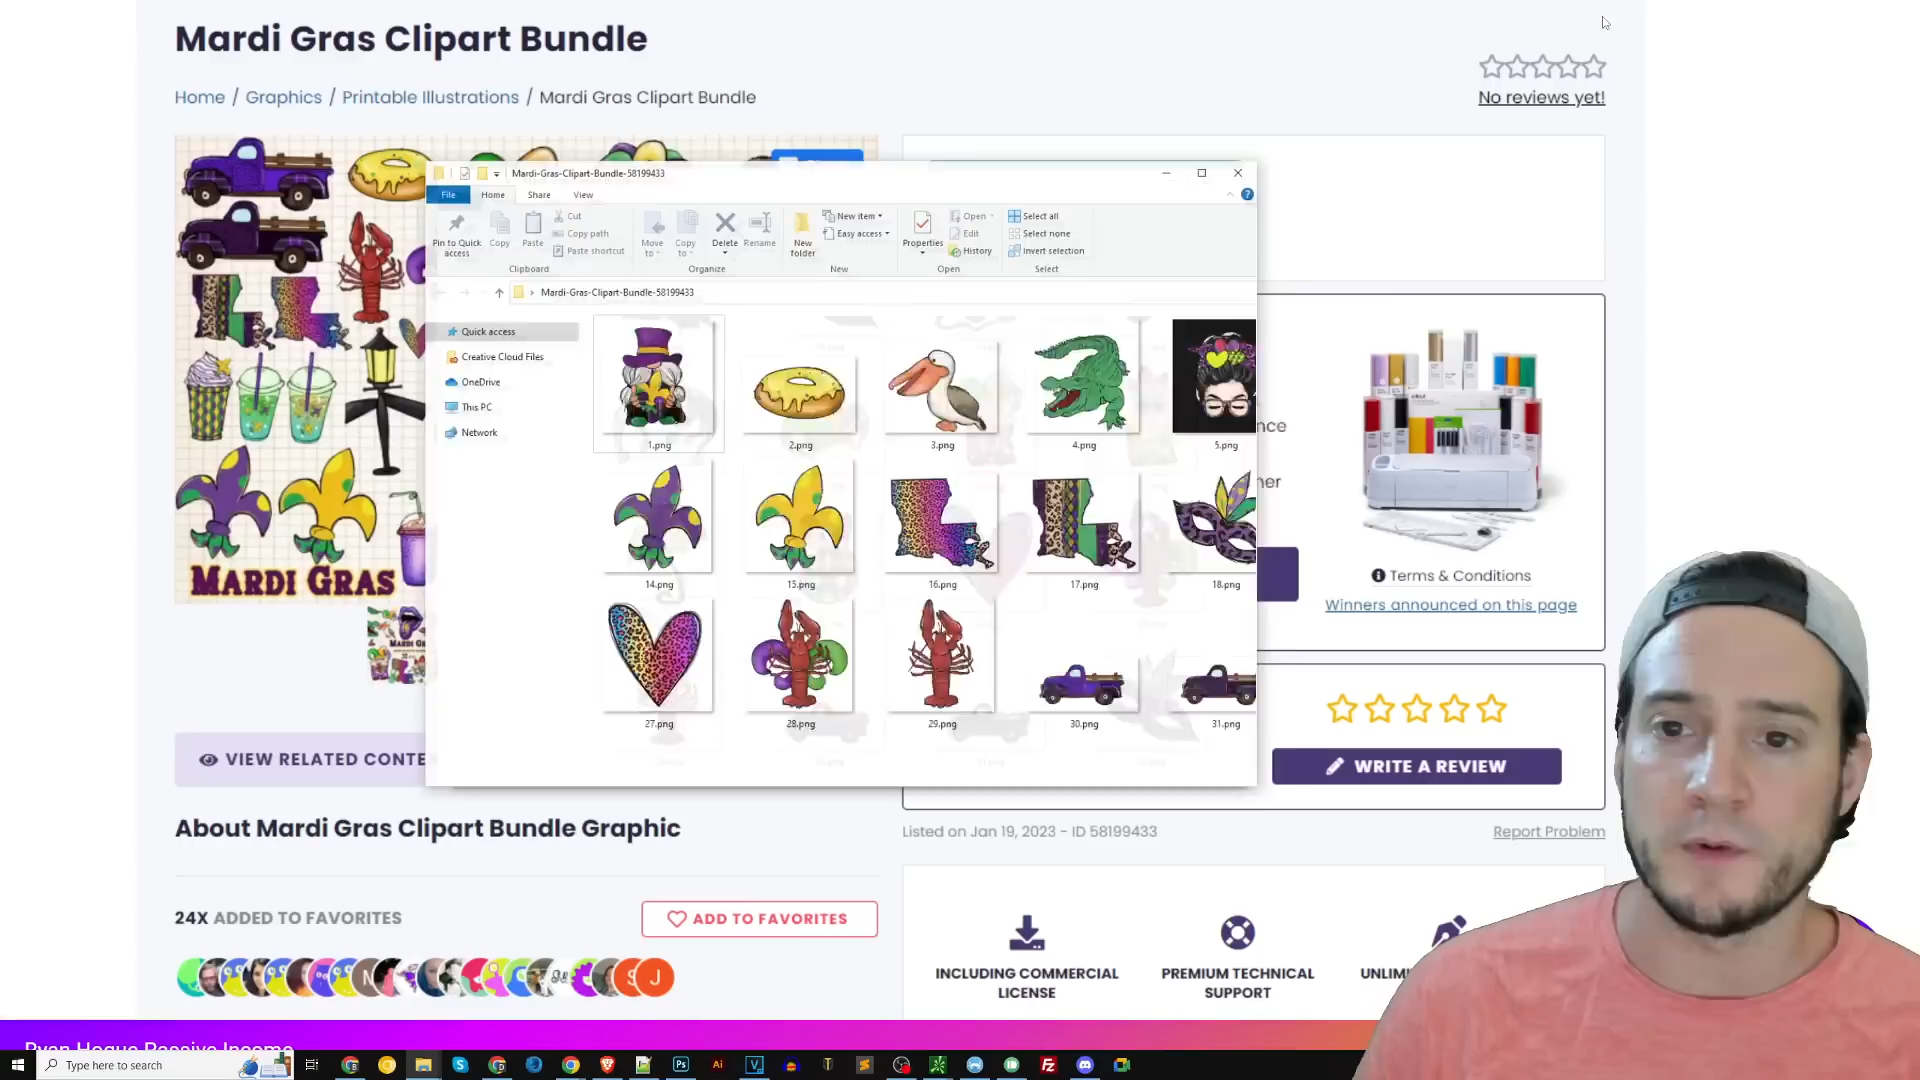 Mardi Gras Clipart Bundle
Home / Graphics / Printable Illustrations / Mardi Gras Clipart Bundle
No reviews yet!
Mardi-Gras-Clipart-Bundle-58199433
File Home Share View
Pin to Quick access
Copy
Paste
Cut
Copy path
Paste shortcut
Clipboard
Move to
Copy to
Delete
Rename
Organize
New folder
New item
Easy access
New
Properties
Open
Edit
History
Open
Select all
Select none
Invert selection
Select
Mardi-Gras-Clipart-Bundle-58199433
Quick access
Creative Cloud Files
OneDrive
This PC
Network
1.png 2.png 3.png 4.png 5.png
14.png 15.png 16.png 17.png 18.png
27.png 28.png 29.png 30.png 31.png
MARDI GRAS
Terms & Conditions
Winners announced on this page
WRITE A REVIEW
VIEW RELATED CONTE
About Mardi Gras Clipart Bundle Graphic
Listed on Jan 19, 2023 - ID 58199433
Report Problem
24X ADDED TO FAVORITES
ADD TO FAVORITES
N
S
J
INCLUDING COMMERCIAL LICENSE
PREMIUM TECHNICAL SUPPORT
UNLIM
Ryan Hogue Passive Income
Type here to search